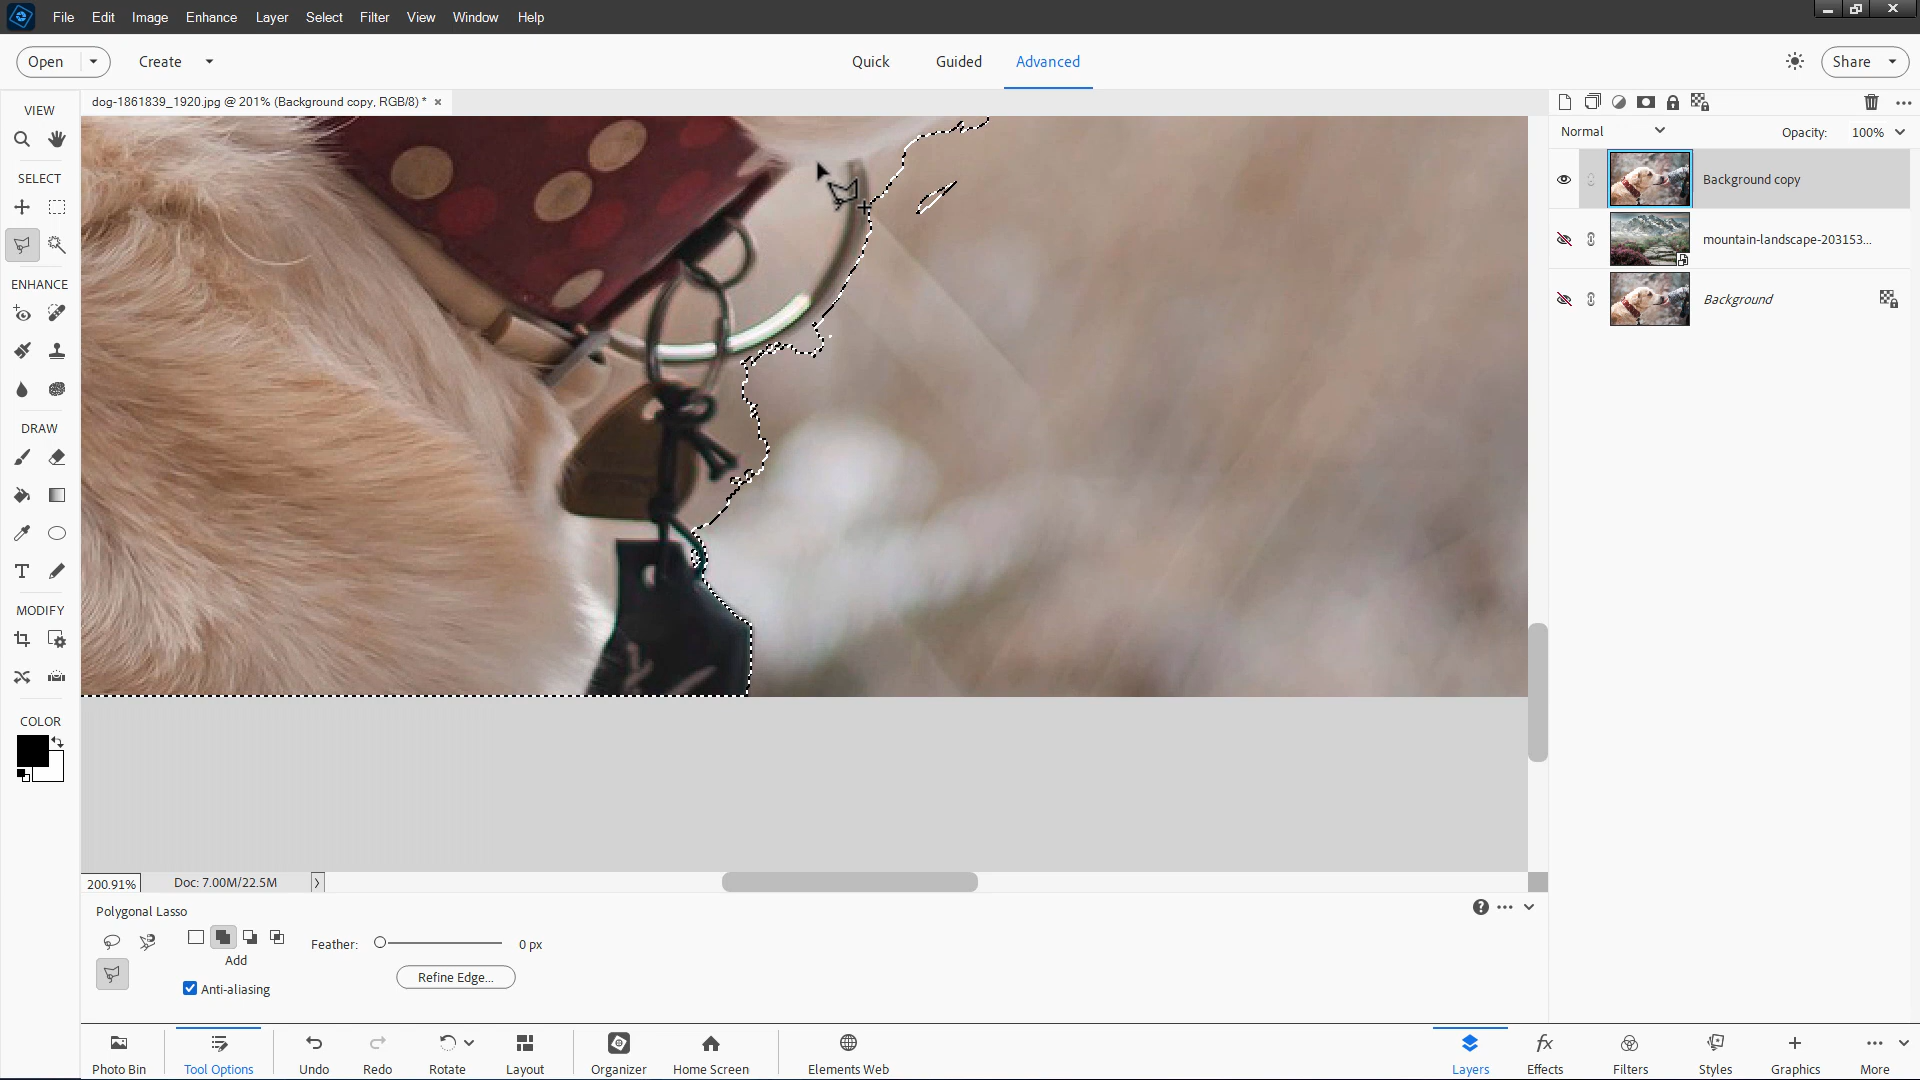 File Edit Image Enhance Layer Select Filter View Window Help
Open Create Quick Guided Advanced Share
VIEW
SELECT
ENHANCE
DRAW
MODIFY
COLOR
dog-1861839_1920.jpg @ 201% (Background copy, RGB/8) *
Normal Opacity: 100%
Background copy
mountain-landscape-203153...
Background
200.91% Doc: 7.00M/22.5M
Polygonal Lasso
Add
Feather: 0 px
Refine Edge...
Anti-aliasing
Photo Bin Tool Options Undo Redo Rotate Layout Organizer Home Screen Elements Web Layers Effects Filters Styles Graphics More